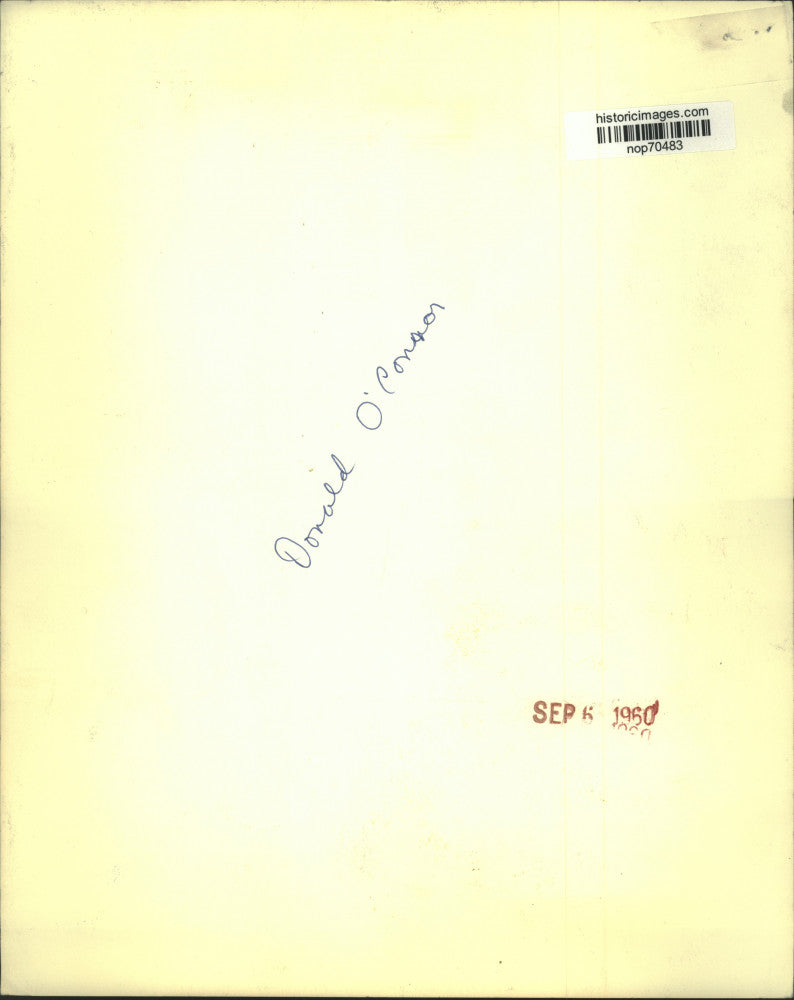 historicimages.com
nop70483
Donald O'Connor
SEP 6 1960